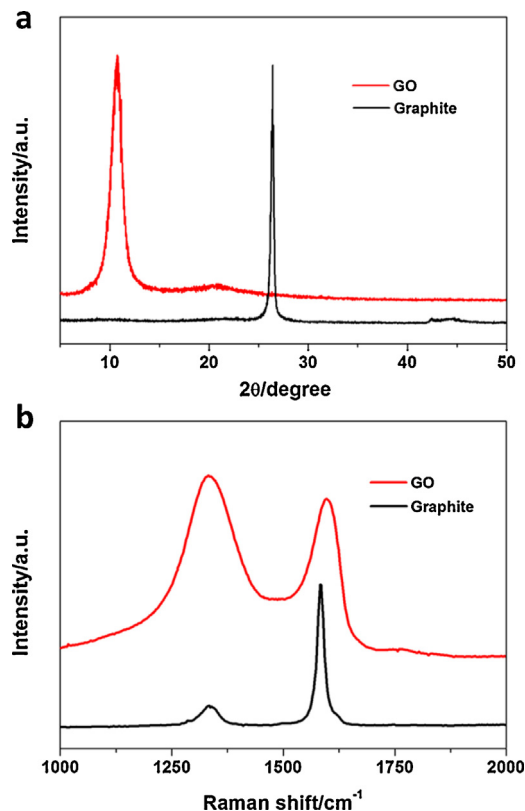 a
Intensity/a.u.
GO
Graphite
10 20 30 40 50
2θ/degree
b
Intensity/a.u.
GO
Graphite
1000 1250 1500 1750 2000
Raman shift/cm⁻¹